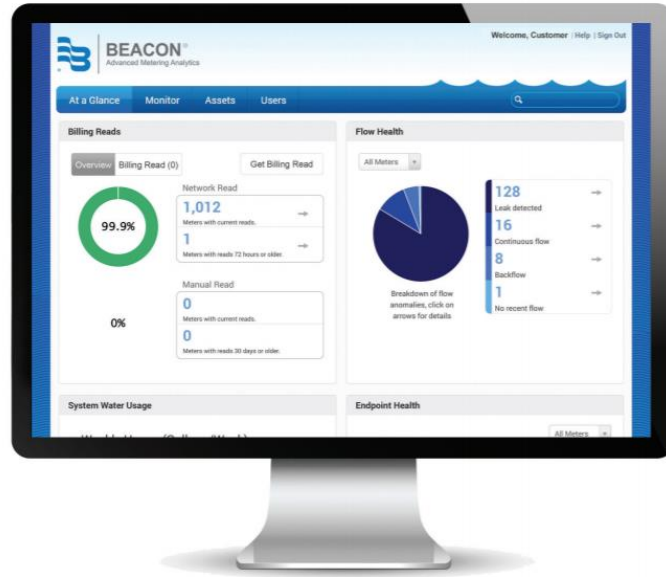 BEACON®
Advanced Metering Analytics
Welcome, Customer | Help | Sign Out
At a Glance Monitor Assets Users
Billing Reads
Overview Billing Read (0) Get Billing Read
99.9%
Network Read
1,012
Meters with current reads.
1
Meters with reads 72 hours or older.
0%
Manual Read
0
Meters with current reads.
0
Meters with reads 30 days or older.
Flow Health
All Meters
Breakdown of flow
anomalies, click on
arrows for details
128
Leak detected
16
Continuous flow
8
Backflow
1
No recent flow
System Water Usage
Endpoint Health
All Meters